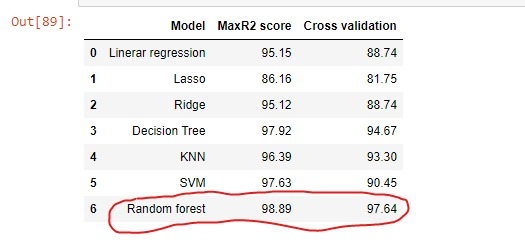 Out[89]:
Model MaxR2 score Cross validation
0 Linerar regression 95.15 88.74
1 Lasso 86.16 81.75
2 Ridge 95.12 88.74
3 Decision Tree 97.92 94.67
4 KNN 96.39 93.30
5 SVM 97.63 90.45
6 Random forest 98.89 97.64